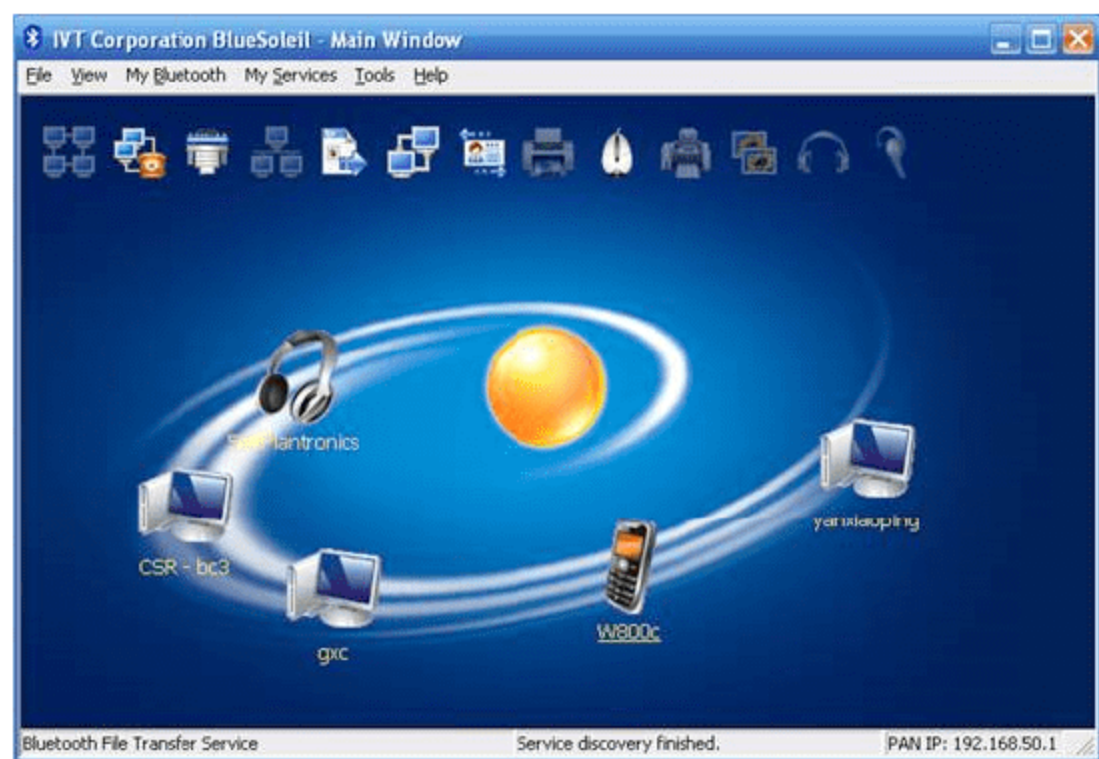 IVT Corporation BlueSoleil - Main Window
File View My Bluetooth My Services Tools Help
Plantronics
CSR - bc3
yanxiaoping
gxc
W800c
Bluetooth File Transfer Service Service discovery finished. PAN IP: 192.168.50.1